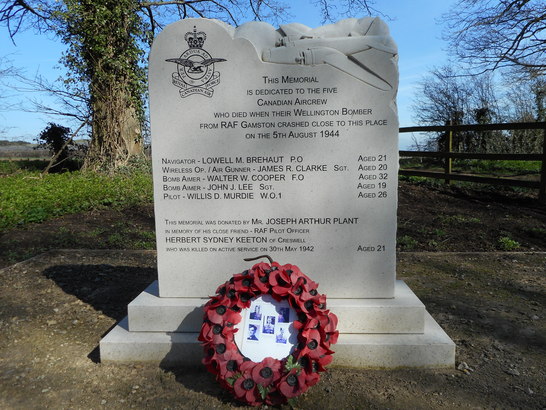 This Memorial
is dedicated to the five
Canadian Aircrew
who died when their Wellington Bomber
from RAF Gamston crashed close to this place
on the 5th August 1944
Navigator - LOWELL M. BREHAUT P.O Aged 21
Wireless Op. / Air Gunner - JAMES R. CLARKE Sgt. Aged 20
Bomb Aimer - WALTER W. COOPER F.O Aged 32
Bomb Aimer - JOHN J. LEE Sgt. Aged 19
Pilot - WILLIS D. MURDIE W.O.1 Aged 26
This memorial was donated by Mr. JOSEPH ARTHUR PLANT
in memory of his close friend - RAF Pilot Officer
HERBERT SYDNEY KEETON of Creswell
who was killed on active service on 30th May 1942 Aged 21